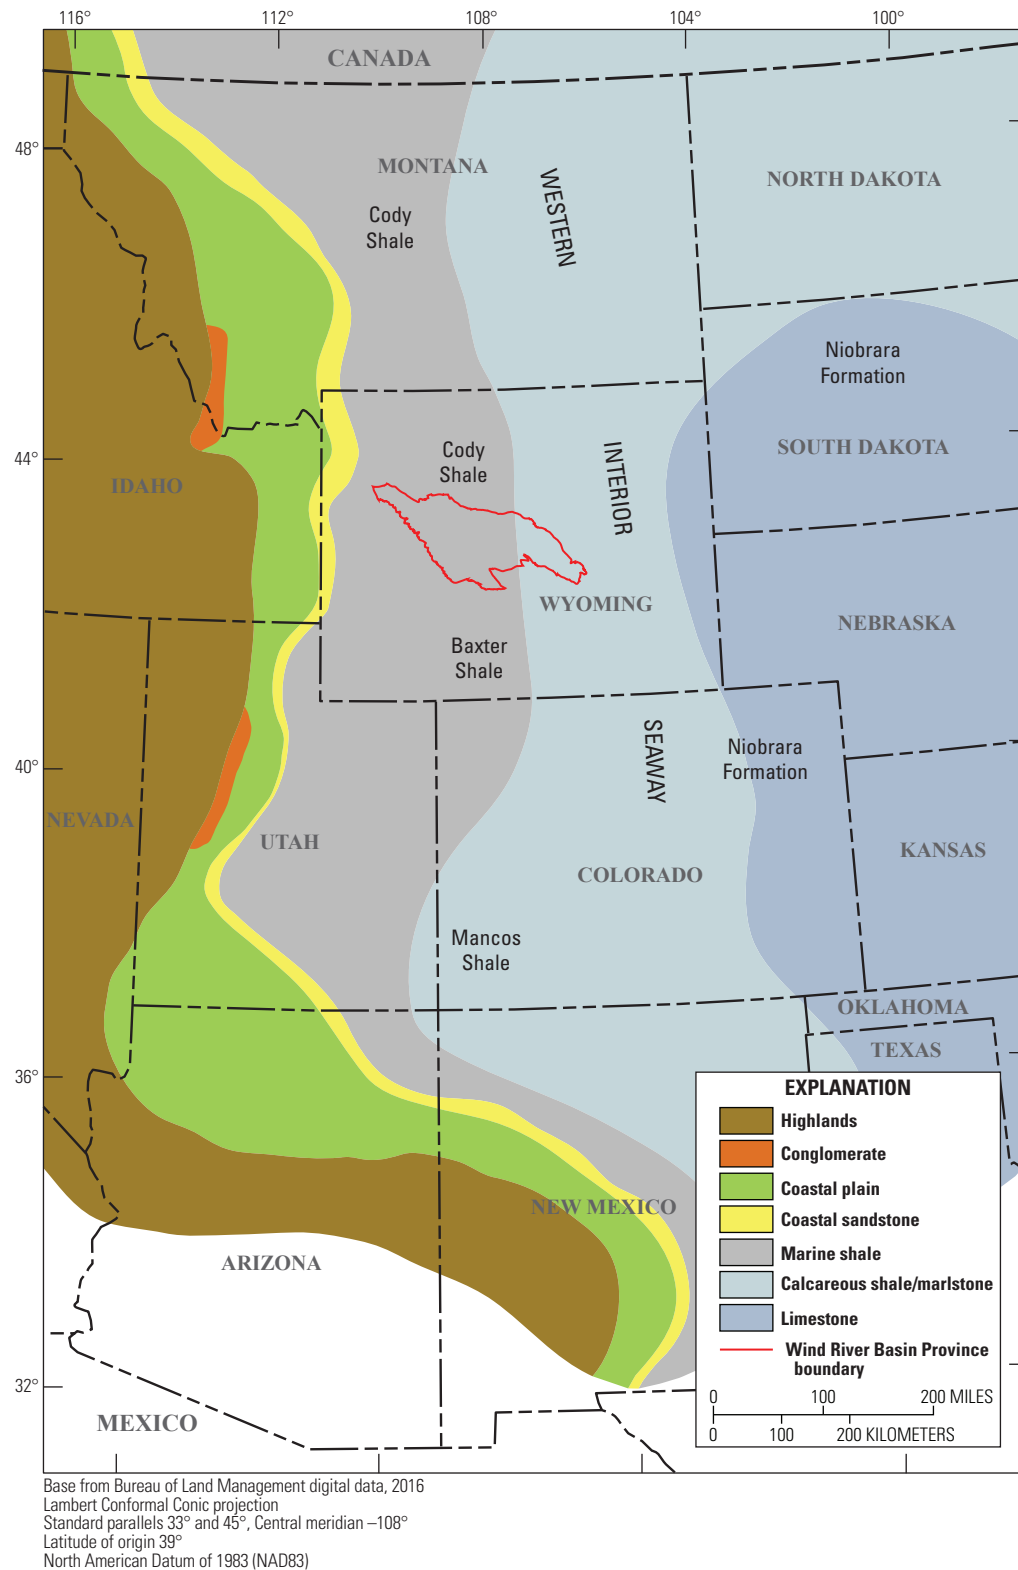 116°
112°
108°
104°
100°
CANADA
48°
MONTANA
NORTH DAKOTA
WESTERN
Cody
Shale
Niobrara
Formation
44°
Cody
Shale
SOUTH DAKOTA
INTERIOR
IDAHO
WYOMING
NEBRASKA
Baxter
Shale
SEAWAY
40°
Niobrara
Formation
NEVADA
UTAH
KANSAS
COLORADO
Mancos
Shale
OKLAHOMA
TEXAS
36°
NEW MEXICO
ARIZONA
32°
MEXICO
EXPLANATION
Highlands
Conglomerate
Coastal plain
Coastal sandstone
Marine shale
Calcareous shale/marlstone
Limestone
Wind River Basin Province
boundary
0 100 200 MILES
0 100 200 KILOMETERS
Base from Bureau of Land Management digital data, 2016
Lambert Conformal Conic projection
Standard parallels 33° and 45°, Central meridian –108°
Latitude of origin 39°
North American Datum of 1983 (NAD83)